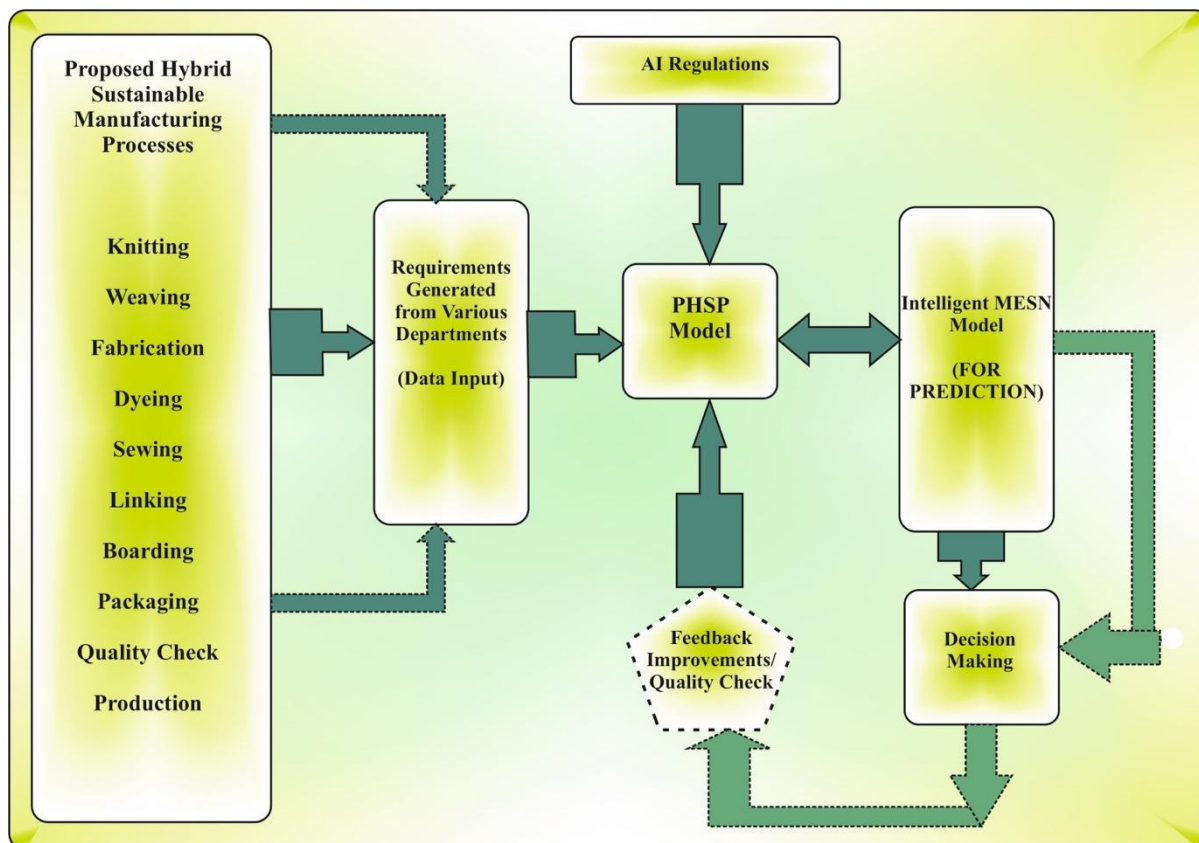 Proposed Hybrid
Sustainable
Manufacturing
Processes
Knitting
Weaving
Fabrication
Dyeing
Sewing
Linking
Boarding
Packaging
Quality Check
Production
Requirements
Generated
from Various
Departments
(Data Input)
AI Regulations
PHSP
Model
Intelligent MESN
Model
(FOR
PREDICTION)
Decision
Making
Feedback
Improvements/
Quality Check